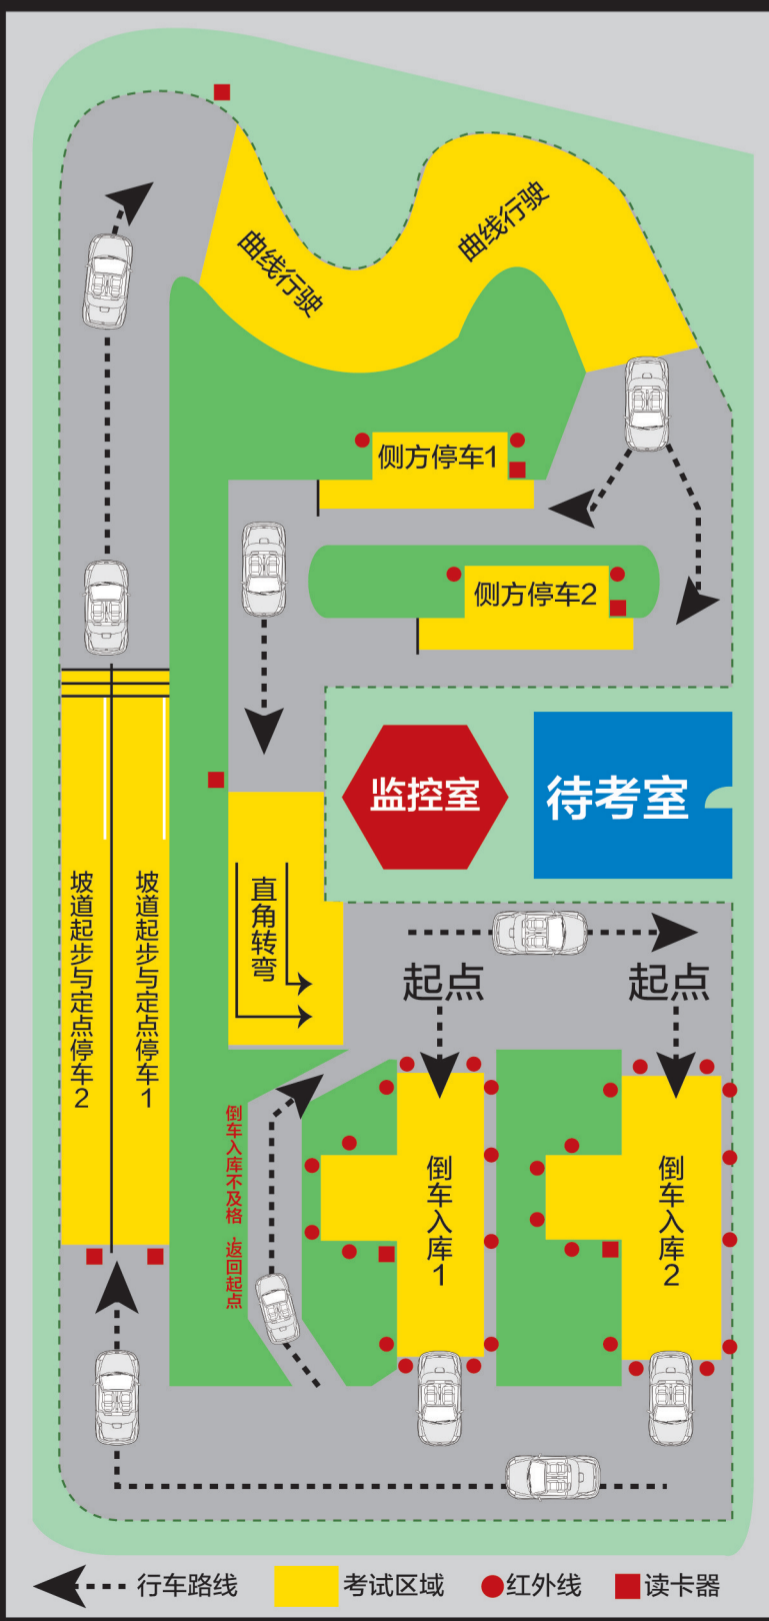 曲线行驶
曲线行驶
侧方停车1
侧方停车2
监控室
待考室
坡道起步与定点停车2
坡道起步与定点停车1
直角转弯
起点
起点
倒车入库不及格,返回起点
倒车入库1
倒车入库2
行车路线
考试区域
红外线
读卡器